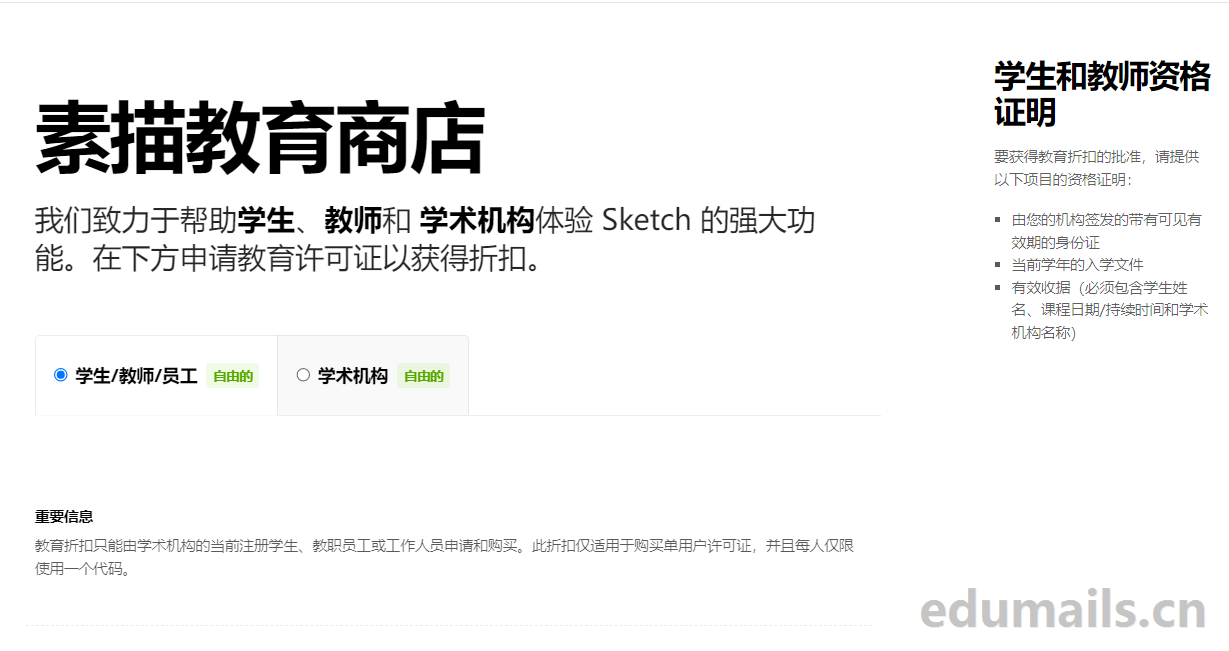 素描教育商店
我们致力于帮助学生、教师和 学术机构体验 Sketch 的强大功
能。在下方申请教育许可证以获得折扣。
学生/教师/员工 自由的 学术机构 自由的
重要信息
教育折扣只能由学术机构的当前注册学生、教职员工或工作人员申请和购买。此折扣仅适用于购买单用户许可证，并且每人仅限
使用一个代码。
学生和教师资格
证明
要获得教育折扣的批准，请提供
以下项目的资格证明：
▪ 由您的机构签发的带有可见有
效期的身份证
▪ 当前学年的入学文件
▪ 有效收据（必须包含学生姓
名、课程日期/持续时间和学术
机构名称）
edumails.cn